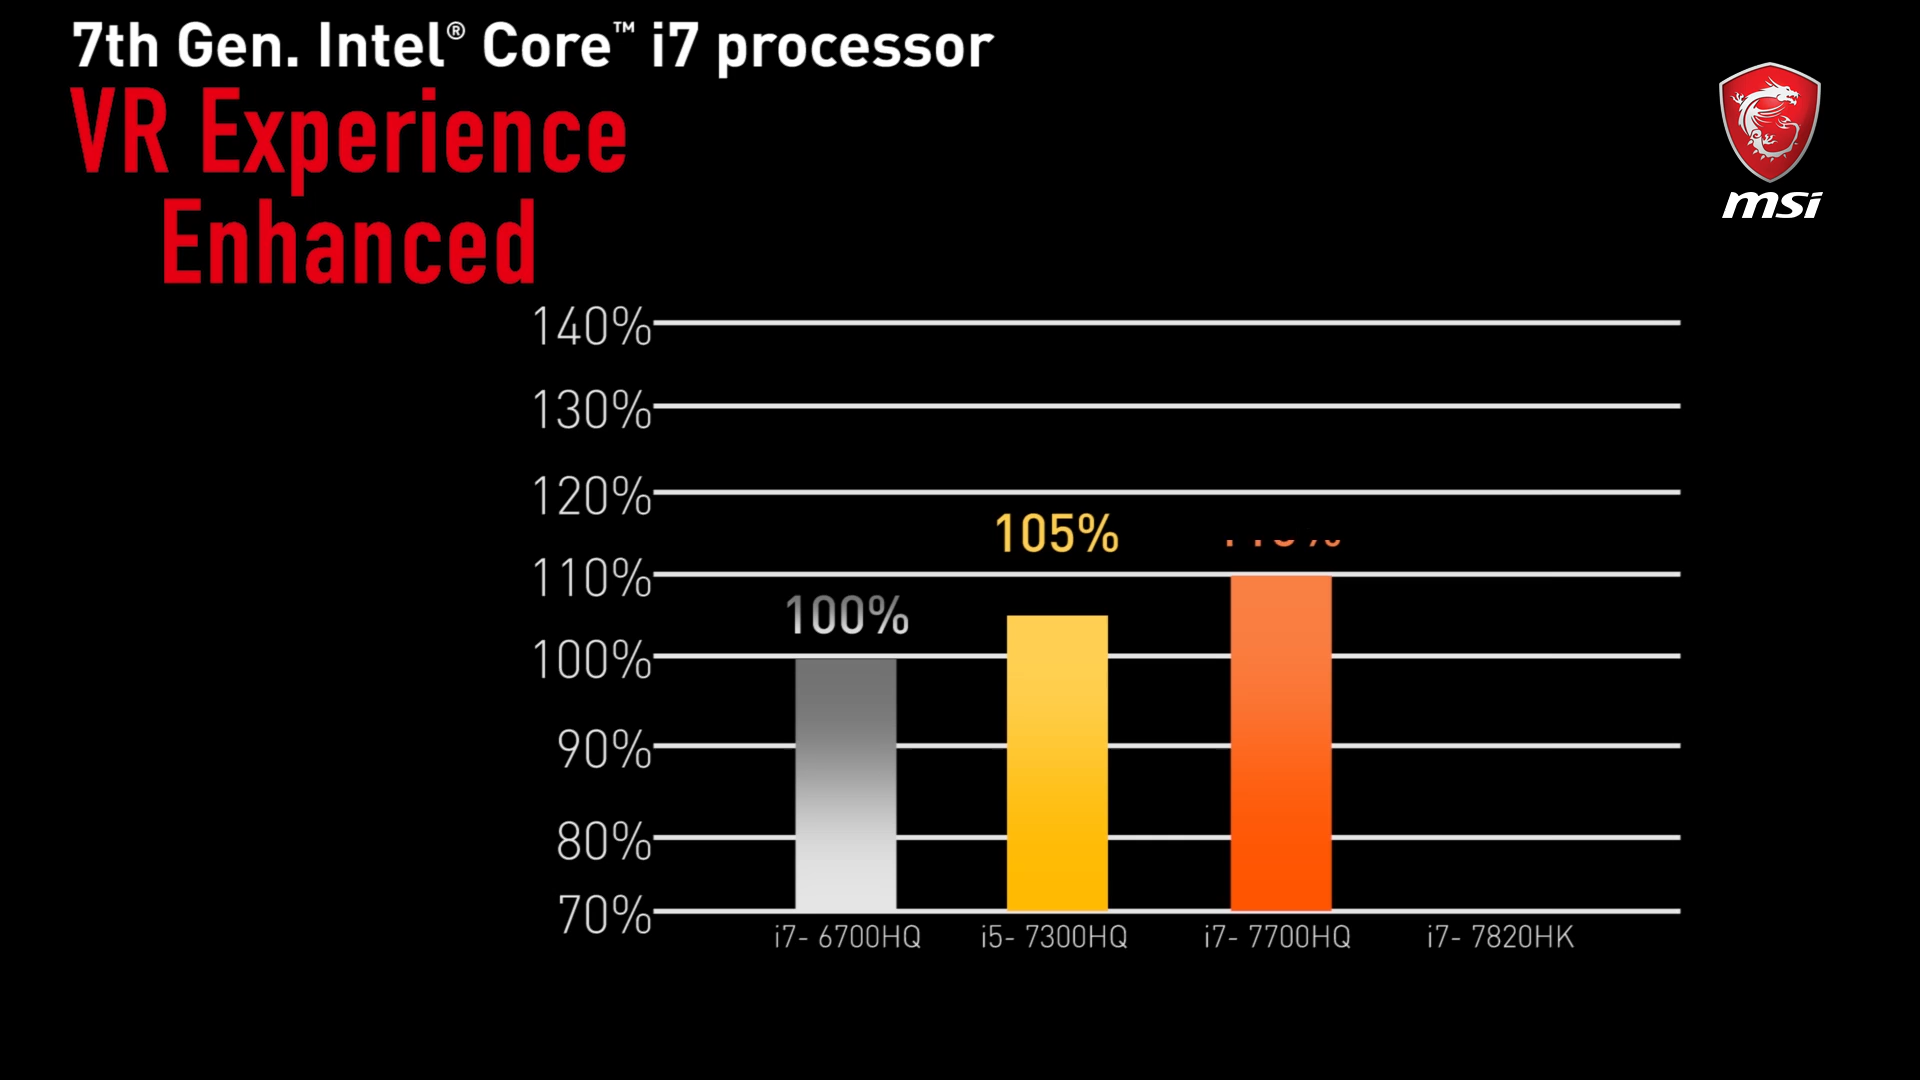 7th Gen. Intel® Core™ i7 processor
VR Experience
Enhanced
msi
140%
130%
120%
105%
110%
100%
100%
90%
80%
70%
i7- 6700HQ i5- 7300HQ i7- 7700HQ i7- 7820HK